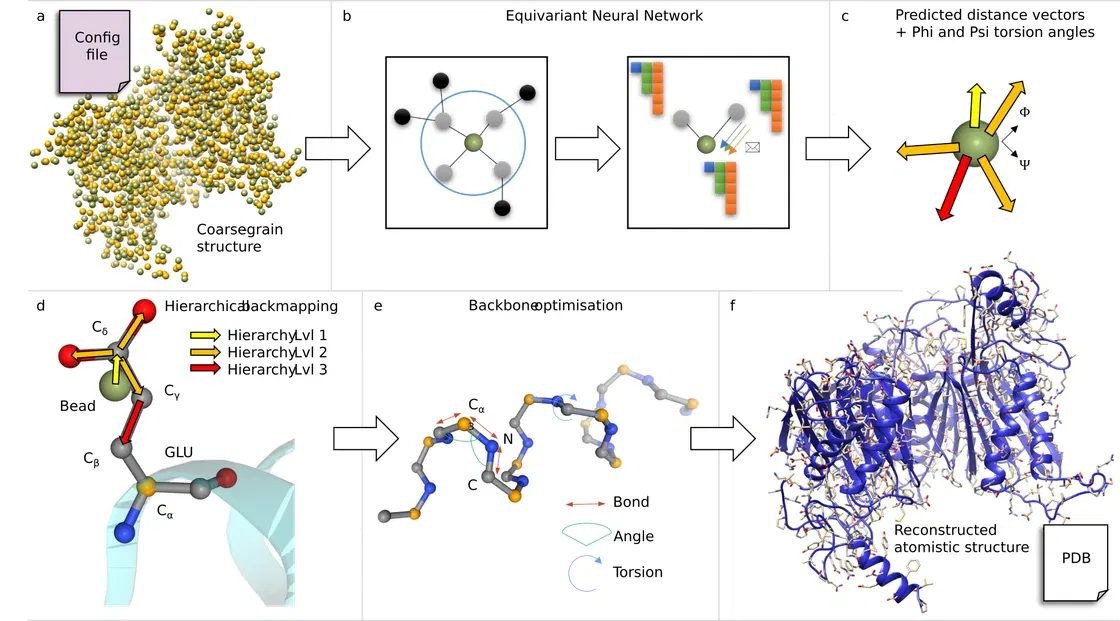 a
Config
file
Coarsegrain
structure
b
Equivariant Neural Network
c
Predicted distance vectors
+ Phi and Psi torsion angles
Φ
Ψ
d
Hierarchical backmapping
Hierarchy Lvl 1
Hierarchy Lvl 2
Hierarchy Lvl 3
Cδ
Bead
Cγ
Cβ
GLU
Cα
e
Backbone optimisation
Cα
N
C
Bond
Angle
Torsion
f
Reconstructed
atomistic structure
PDB